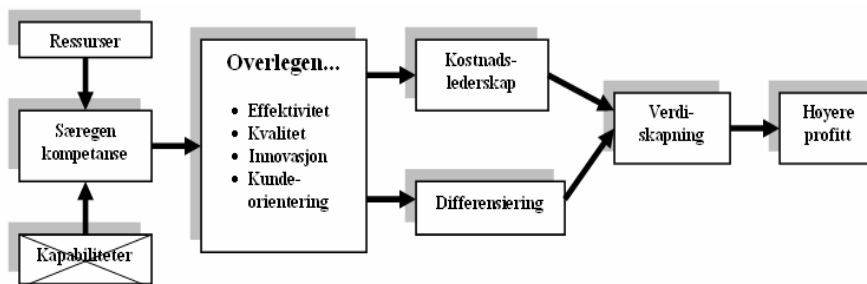 Ressurser
Særegen
kompetanse
Kapabiliteter
Overlegen...
• Effektivitet
• Kvalitet
• Innovasjon
• Kunde-
orientering
Kostnads-
lederskap
Differensiering
Verdi-
skapning
Høyere
profitt